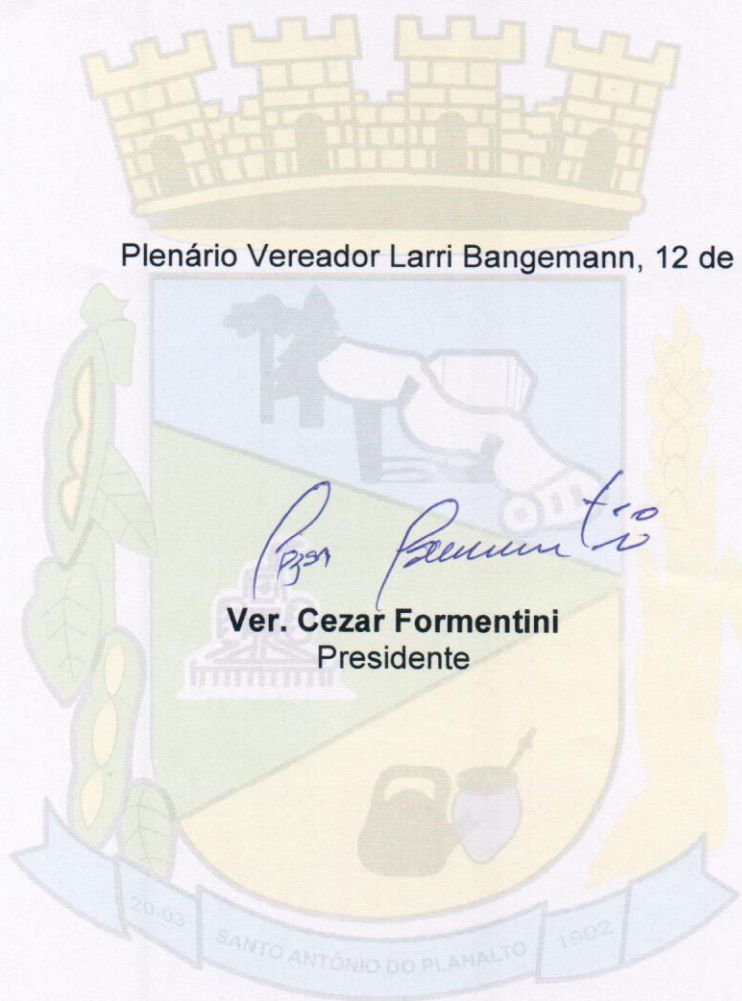 Plenário Vereador Larri Bangemann, 12 de
Ver. Cezar Formentini
Presidente
20-03
SANTO ANTÔNIO DO PLANALTO
1992